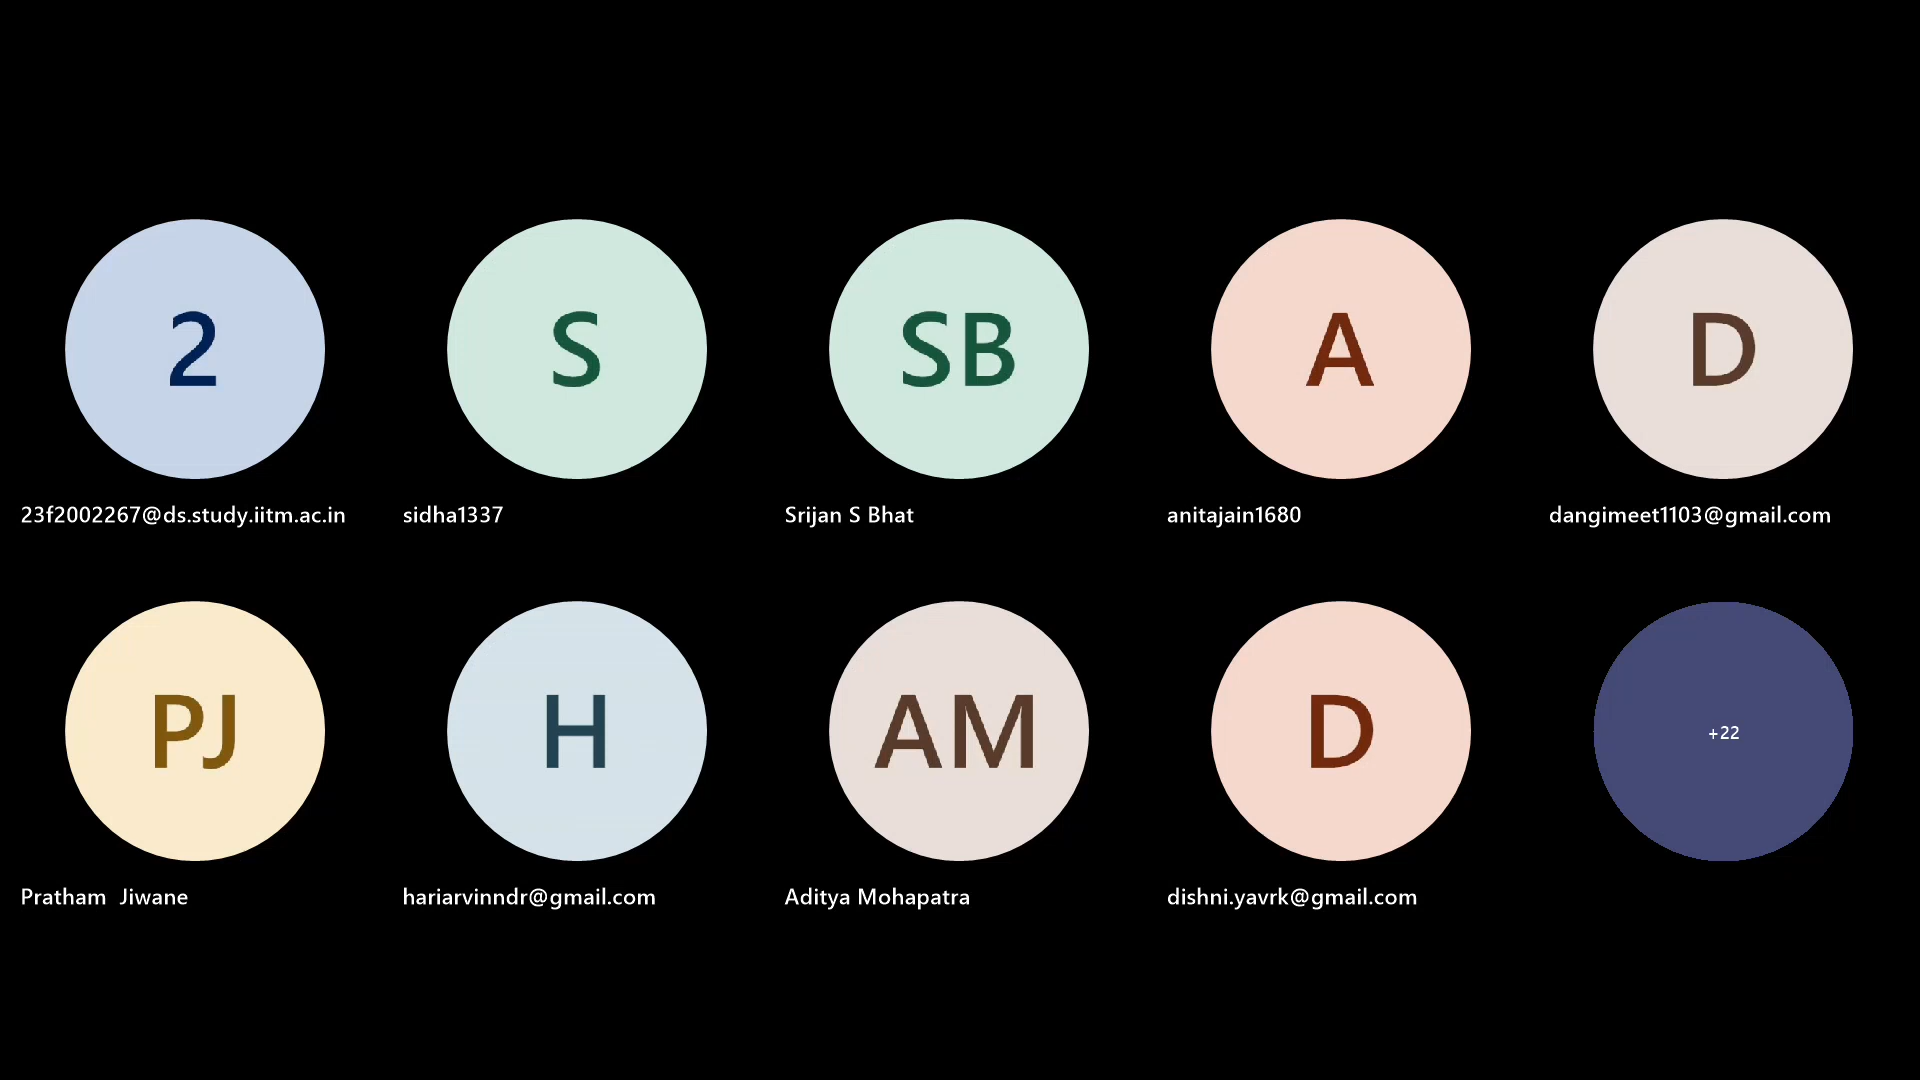 2
S
SB
A
D
23f2002267@ds.study.iitm.ac.in
sidha1337
Srijan S Bhat
anitajain1680
dangimeet1103@gmail.com
PJ
H
AM
D
+22
Pratham  Jiwane
hariarvinndr@gmail.com
Aditya Mohapatra
dishni.yavrk@gmail.com